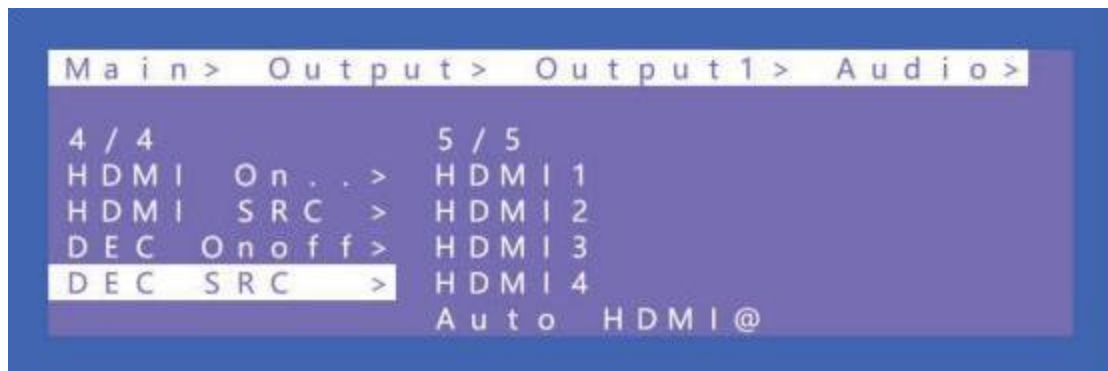 Main> Output> Output1> Audio>
4/4 5/5
HDMI On..> HDMI1
HDMI SRC > HDMI2
DEC Onoff> HDMI3
DEC SRC > HDMI4
Auto HDMI@